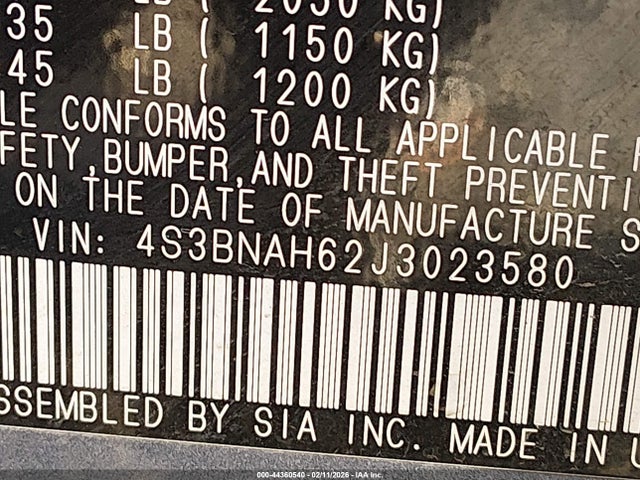 LB ( 2050 KG)
35 LB ( 1150 KG)
45 LB ( 1200 KG)
LE CONFORMS TO ALL APPLICABLE
FETY,BUMPER,AND THEFT PREVENTI
ON THE DATE OF MANUFACTURE S
VIN: 4S3BNAH62J3023580
SSEMBLED BY SIA INC. MADE IN U
000-44360540 - 02/11/2026 - IAA Inc.